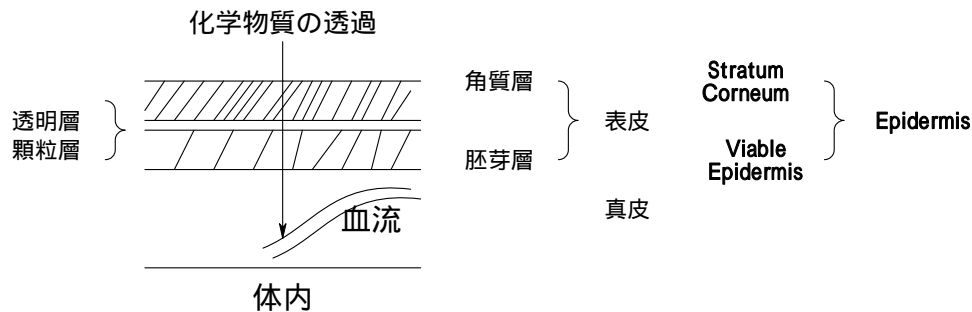 化学物質の透過
透明層
顆粒層
角質層
胚芽層
表皮
真皮
Stratum
Corneum
Viable
Epidermis
Epidermis
血流
体内